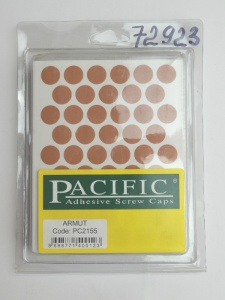 72923
PACIFIC
Adhesive Screw Caps
ARMUT
Code: PC2155